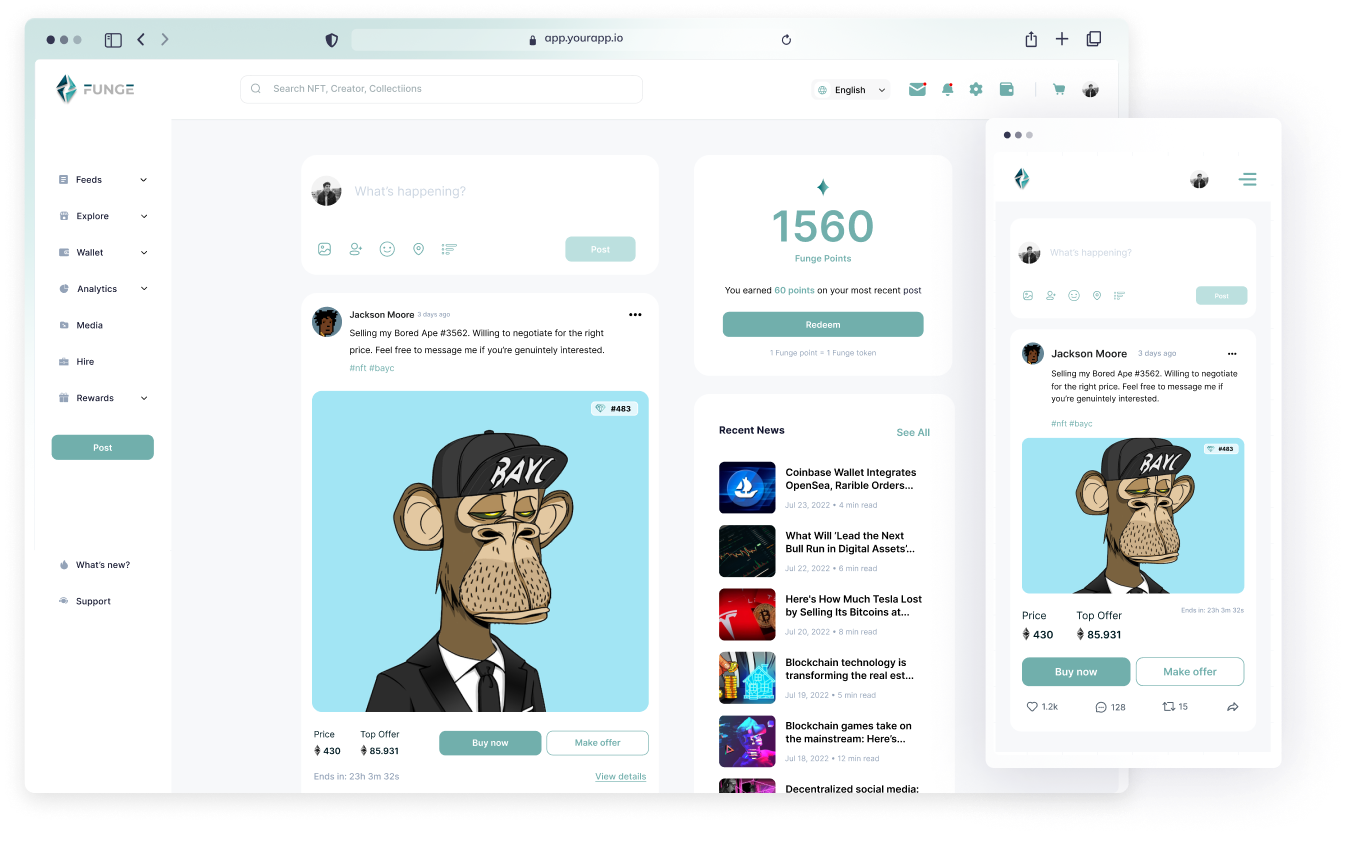 app.yourapp.io
FUNGE
Search NFT, Creator, Collectiions
English
Feeds
Explore
Wallet
Analytics
Media
Hire
Rewards
Post
What's new?
Support
What's happening?
Post
Jackson Moore 3 days ago
Selling my Bored Ape #3562. Willing to negotiate for the right
price. Feel free to message me if you're genuintely interested.
#nft #bayc
#483
BAYC
Price
Top Offer
430
85.931
Buy now
Make offer
Ends in: 23h 3m 32s
View details
1560
Funge Points
You earned 60 points on your most recent post
Redeem
1 Funge point = 1 Funge token
Recent News
See All
Coinbase Wallet Integrates
OpenSea, Rarible Orders...
Jul 23, 2022 • 4 min read
What Will 'Lead the Next
Bull Run in Digital Assets'...
Jul 22, 2022 • 6 min read
Here's How Much Tesla Lost
by Selling Its Bitcoins at...
Jul 20, 2022 • 8 min read
Blockchain technology is
transforming the real est...
Jul 19, 2022 • 5 min read
Blockchain games take on
the mainstream: Here's...
Jul 18, 2022 • 12 min read
Decentralized social media:
What's happening?
Post
Jackson Moore 3 days ago
Selling my Bored Ape #3562. Willing to negotiate
for the right price. Feel free to message me if
you're genuinely interested.
#nft #bayc
#483
BAYC
Price
Top Offer
Ends in: 23h 3m 32s
430
85.931
Buy now
Make offer
1.2k
128
15